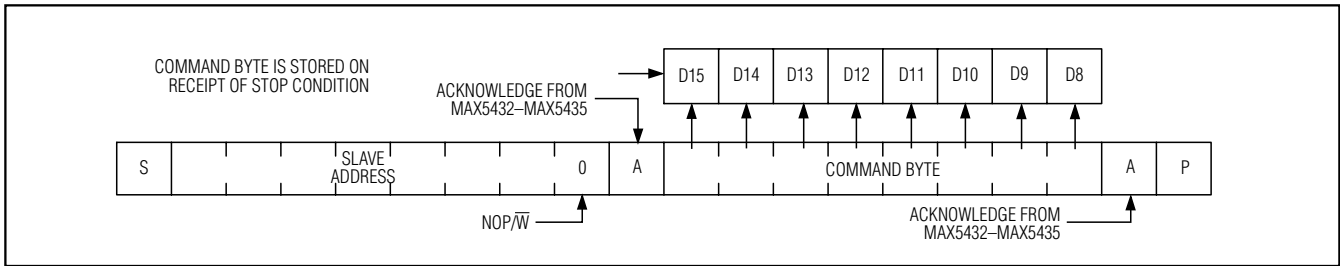 COMMAND BYTE IS STORED ON
RECEIPT OF STOP CONDITION
D15 D14 D13 D12 D11 D10 D9 D8
ACKNOWLEDGE FROM
MAX5432–MAX5435
S SLAVE ADDRESS 0 A COMMAND BYTE A P
NOP/W̅
ACKNOWLEDGE FROM
MAX5432–MAX5435